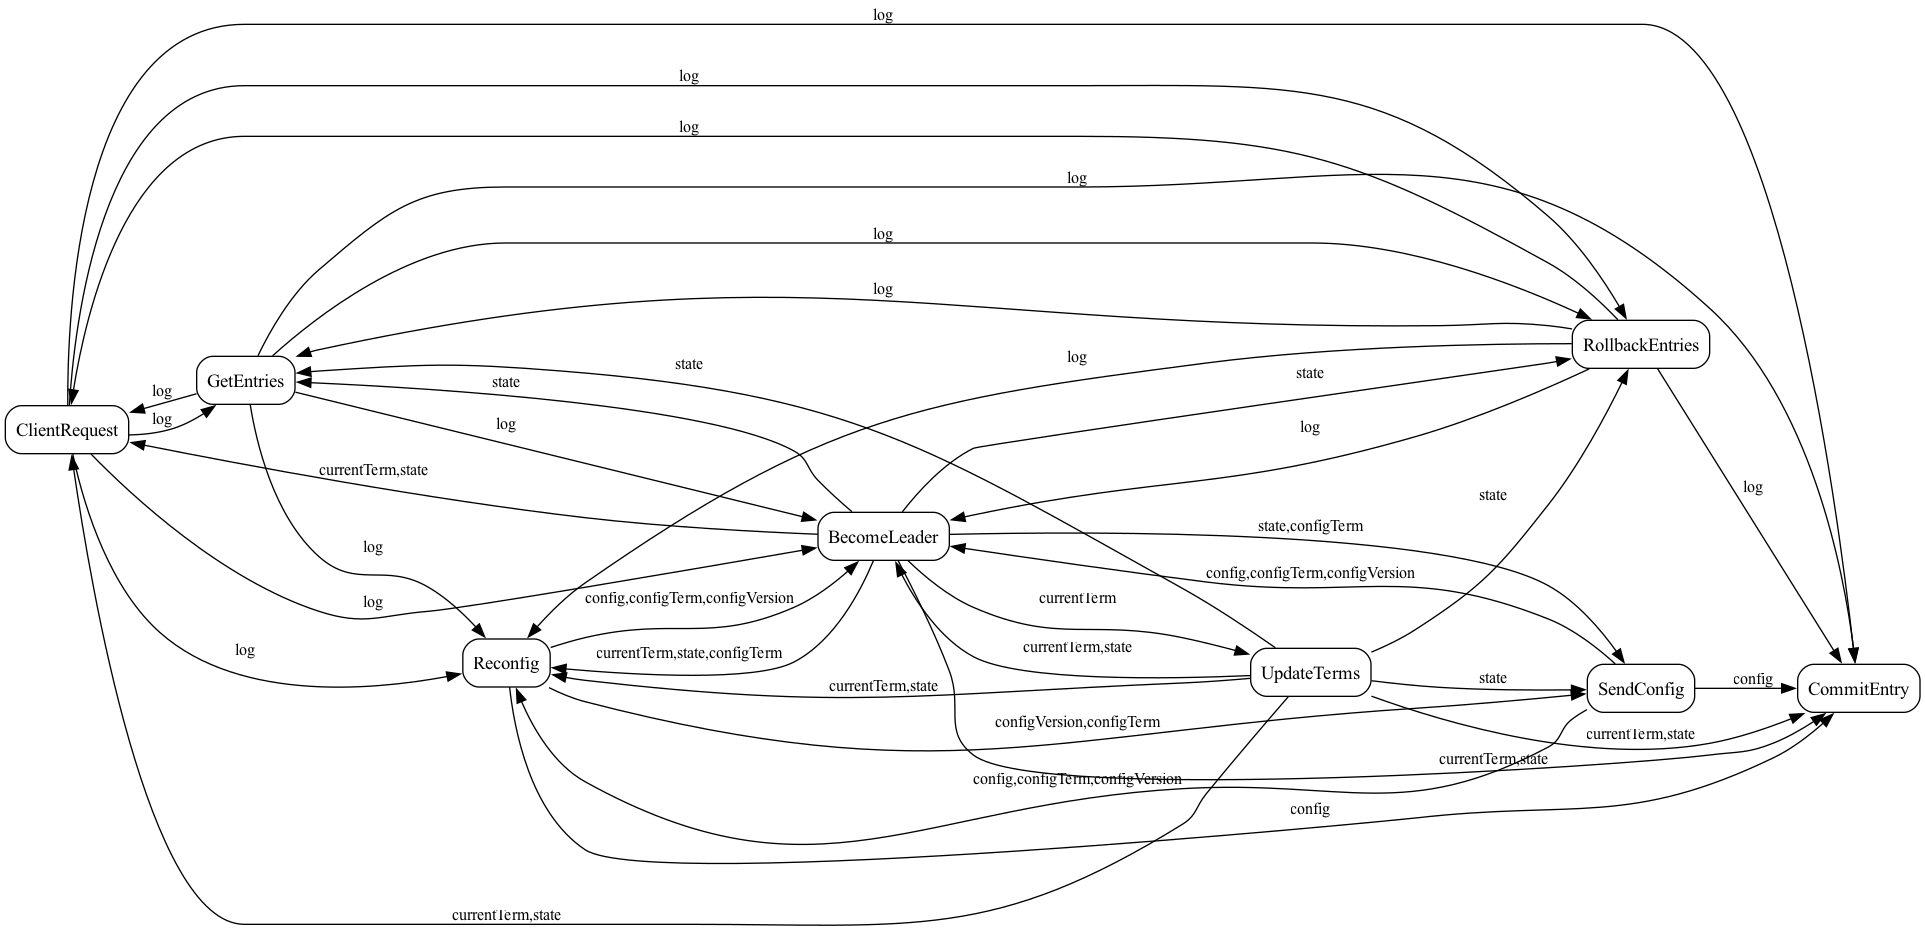 log
log
log
log
log
log
log
state
state
state
GetEntries
RollbackEntries
log
log
log
log
ClientRequest
currentTerm,state
state
log
BecomeLeader
state,configTerm
log
config,configTerm,configVersion
log
config,configTerm,configVersion
currentTerm
log
currentTerm,state,configTerm
currentTerm,state
Reconfig
UpdateTerms
currentTerm,state
state
config
SendConfig
CommitEntry
configVersion,configTerm
currentTerm,state
currentTerm,state
config,configTerm,configVersion
config
currentTerm,state